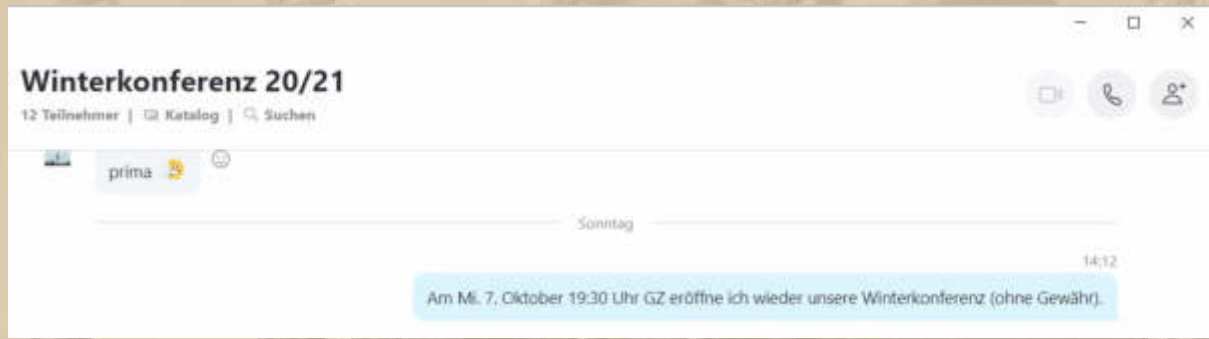 Winterkonferenz 20/21
12 Teilnehmer | Katalog | Suchen
prima
Sonntag
14:12
Am Mi. 7. Oktober 19:30 Uhr GZ eröffne ich wieder unsere Winterkonferenz (ohne Gewähr).